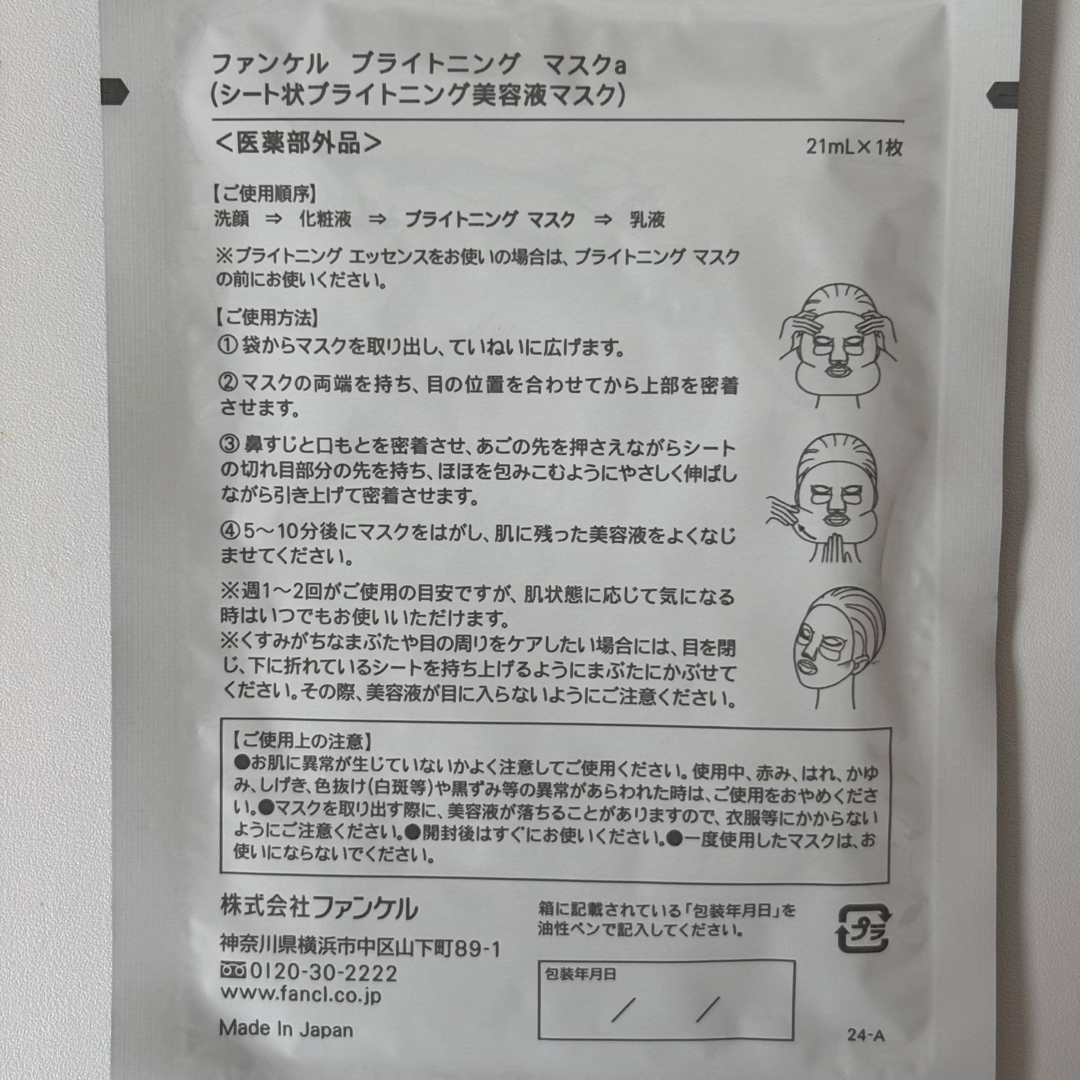 ファンケル ブライトニング マスクa
(シート状ブライトニング美容液マスク)
＜医薬部外品＞
21mL×1枚
【ご使用順序】
洗顔 ⇒ 化粧液 ⇒ ブライトニング マスク ⇒ 乳液
※ブライトニング エッセンスをお使いの場合は、ブライトニング マスク
の前にお使いください。
【ご使用方法】
①袋からマスクを取り出し、ていねいに広げます。
②マスクの両端を持ち、目の位置を合わせてから上部を密着
させます。
③鼻すじと口もとを密着させ、あごの先を押さえながらシート
の切れ目部分の先を持ち、ほほを包みこむようにやさしく伸ばし
ながら引き上げて密着させます。
④5～10分後にマスクをはがし、肌に残った美容液をよくなじ
ませてください。
※週1～2回がご使用の目安ですが、肌状態に応じて気になる
時はいつでもお使いいただけます。
※くすみがちなまぶたや目の周りをケアしたい場合には、目を閉
じ、下に折れているシートを持ち上げるようにまぶたにかぶせて
ください。その際、美容液が目に入らないようにご注意ください。
【ご使用上の注意】
●お肌に異常が生じていないかよく注意してご使用ください。使用中、赤み、はれ、かゆ
み、しげき、色抜け(白斑等)や黒ずみ等の異常があらわれた時は、ご使用をおやめくださ
い。●マスクを取り出す際に、美容液が落ちることがありますので、衣服等にかからない
ようにご注意ください。●開封後はすぐにお使いください。●一度使用したマスクは、お
使いにならないでください。
株式会社ファンケル
神奈川県横浜市中区山下町89-1
0120-30-2222
www.fancl.co.jp
Made In Japan
箱に記載されている「包装年月日」を
油性ペンで記入してください。
包装年月日
／ ／
プラ
24-A